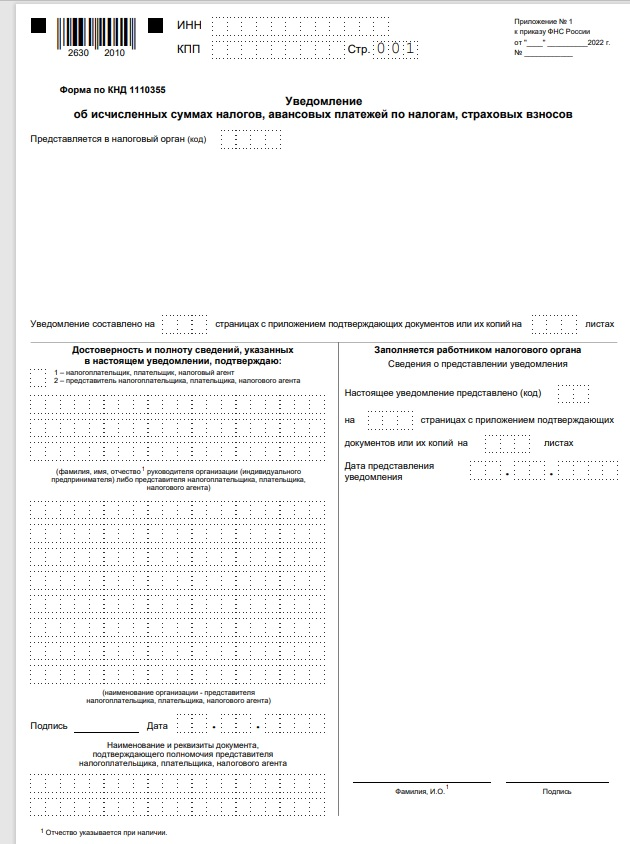 ИНН
Приложение № 1
к приказу ФНС России
от "____" __________2022 г.
№ ____________
КПП
Стр. 001
2630 2010
Форма по КНД 1110355
Уведомление
об исчисленных суммах налогов, авансовых платежей по налогам, страховых взносов
Представляется в налоговый орган (код)
Уведомление составлено на страницах с приложением подтверждающих документов или их копий на листах
Достоверность и полноту сведений, указанных
в настоящем уведомлении, подтверждаю:
1 – налогоплательщик, плательщик, налоговый агент
2 – представитель налогоплательщика, плательщика, налогового агента
(фамилия, имя, отчество 1 руководителя организации (индивидуального
предпринимателя) либо представителя налогоплательщика, плательщика,
налогового агента)
(наименование организации - представителя
налогоплательщика, плательщика, налогового агента)
Подпись Дата
Наименование и реквизиты документа,
подтверждающего полномочия представителя
налогоплательщика, плательщика, налогового агента
Заполняется работником налогового органа
Сведения о представлении уведомления
Настоящее уведомление представлено (код)
на страницах с приложением подтверждающих
документов или их копий на листах
Дата представления
уведомления
Фамилия, И.О.1
Подпись
1 Отчество указывается при наличии.